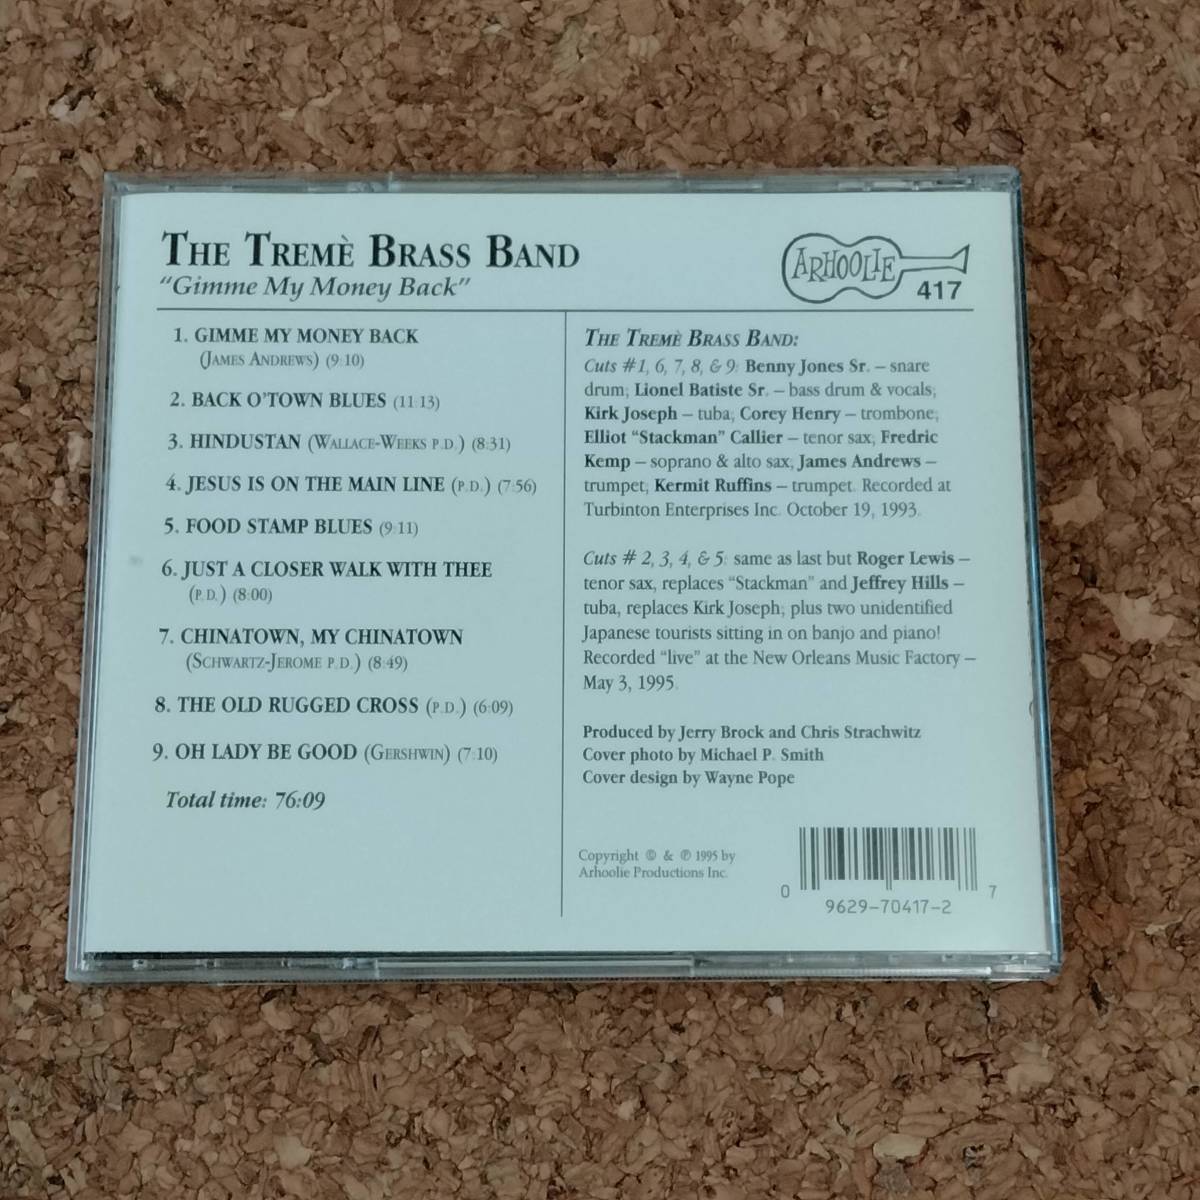 THE TREMÈ BRASS BAND
"Gimme My Money Back"
ARHOOLIE
417
1. GIMME MY MONEY BACK
(JAMES ANDREWS) (9:10)
2. BACK O'TOWN BLUES (11:13)
3. HINDUSTAN (WALLACE-WEEKS P.D.) (8:31)
4. JESUS IS ON THE MAIN LINE (P.D.) (7:56)
5. FOOD STAMP BLUES (9:11)
6. JUST A CLOSER WALK WITH THEE
(P.D.) (8:00)
7. CHINATOWN, MY CHINATOWN
(SCHWARTZ-JEROME P.D.) (8:49)
8. THE OLD RUGGED CROSS (P.D.) (6:09)
9. OH LADY BE GOOD (GERSHWIN) (7:10)
Total time: 76:09
THE TREMÈ BRASS BAND:
Cuts #1, 6, 7, 8, & 9: Benny Jones Sr. – snare
drum; Lionel Batiste Sr. – bass drum & vocals;
Kirk Joseph – tuba; Corey Henry – trombone;
Elliot "Stackman" Callier – tenor sax; Fredric
Kemp – soprano & alto sax; James Andrews –
trumpet; Kermit Ruffins – trumpet. Recorded at
Turbinton Enterprises Inc. October 19, 1993.
Cuts # 2, 3, 4, & 5: same as last but Roger Lewis –
tenor sax, replaces "Stackman" and Jeffrey Hills –
tuba, replaces Kirk Joseph; plus two unidentified
Japanese tourists sitting in on banjo and piano!
Recorded "live" at the New Orleans Music Factory –
May 3, 1995.
Produced by Jerry Brock and Chris Strachwitz
Cover photo by Michael P. Smith
Cover design by Wayne Pope
Copyright © & ℗ 1995 by
Arhoolie Productions Inc.
0 7
9629-70417-2